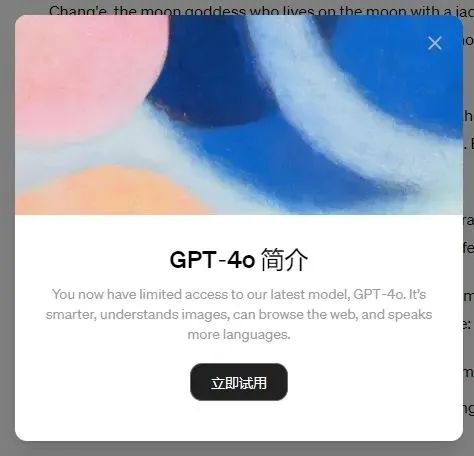 Chang'e, the moon goddess who lives on the moon with a jac
GPT-4o 简介
You now have limited access to our latest model, GPT-4o. It's
smarter, understands images, can browse the web, and speaks
more languages.
立即试用